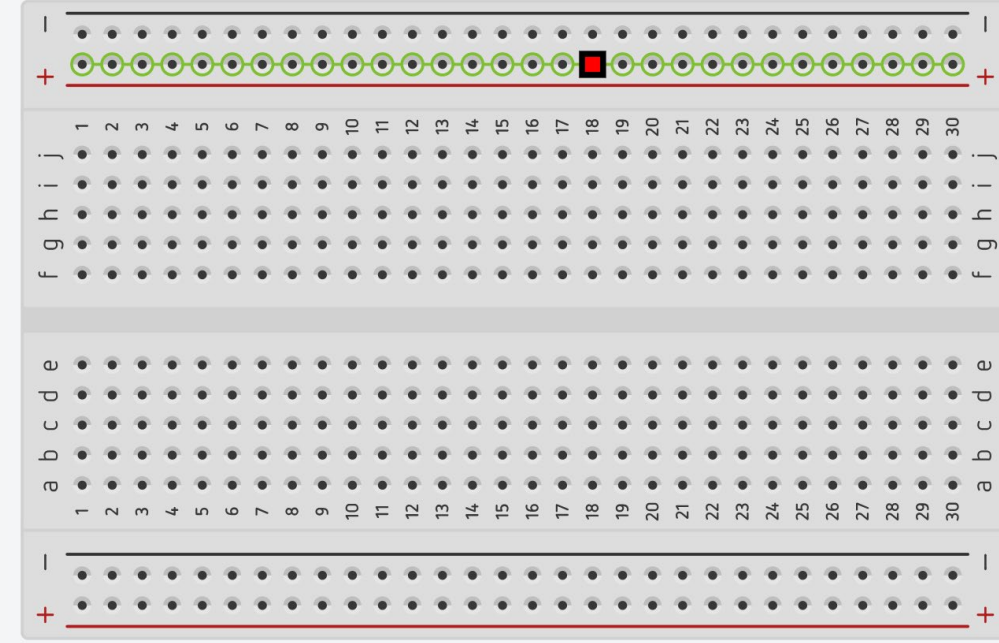 − −
+ +
1 2 3 4 5 6 7 8 9 10 11 12 13 14 15 16 17 18 19 20 21 22 23 24 25 26 27 28 29 30
j j
i i
h h
g g
f f
e e
d d
c c
b b
a a
1 2 3 4 5 6 7 8 9 10 11 12 13 14 15 16 17 18 19 20 21 22 23 24 25 26 27 28 29 30
− −
+ +